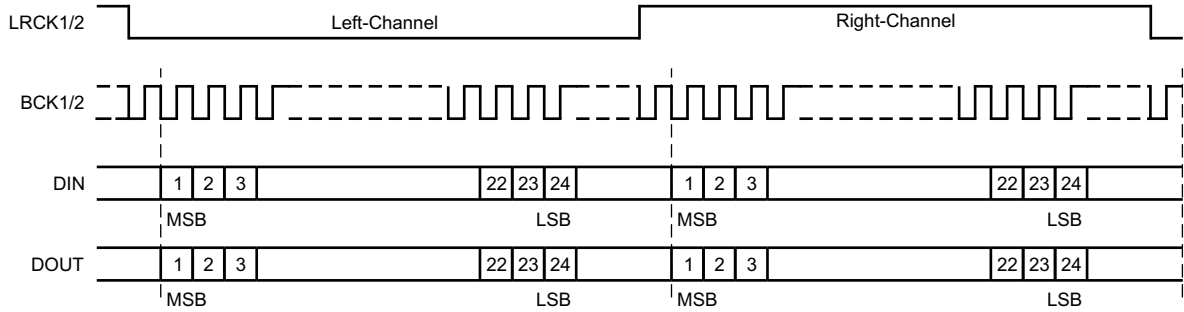 LRCK1/2 Left-Channel Right-Channel
BCK1/2
DIN 1 2 3 22 23 24 1 2 3 22 23 24
MSB LSB MSB LSB
DOUT 1 2 3 22 23 24 1 2 3 22 23 24
MSB LSB MSB LSB